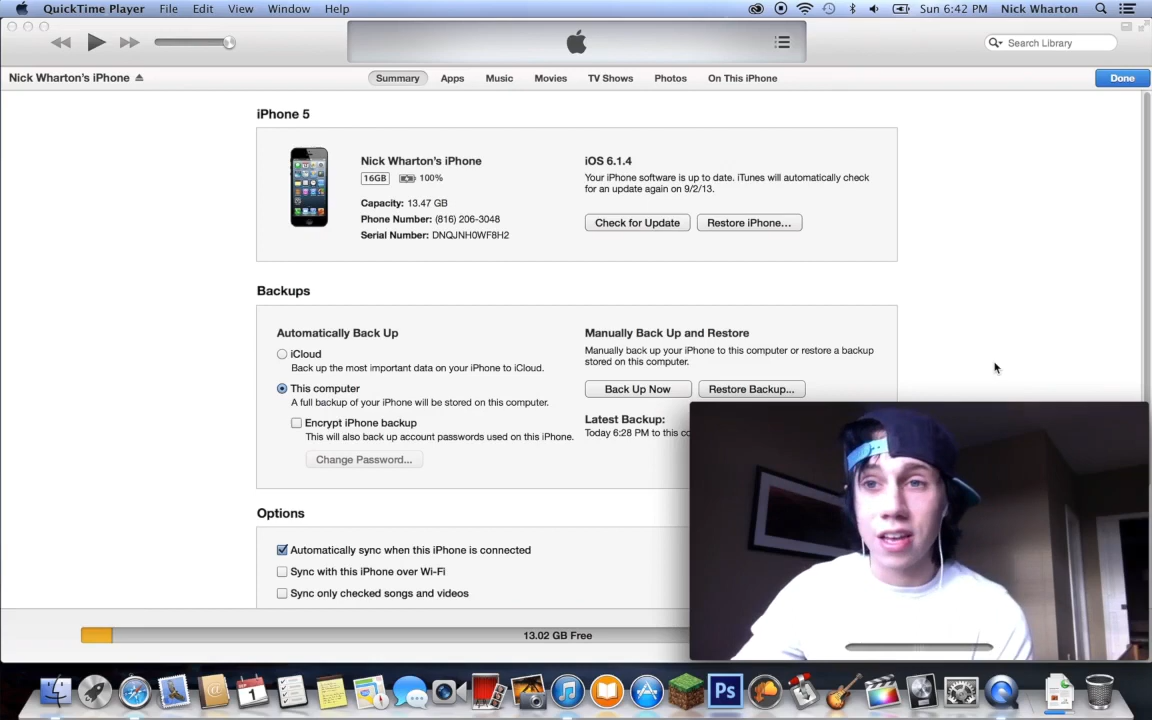 QuickTime Player File Edit View Window Help Sun 6:42 PM Nick Wharton
Search Library
Nick Wharton's iPhone Summary Apps Music Movies TV Shows Photos On This iPhone Done
iPhone 5
Nick Wharton's iPhone
16GB 100%
Capacity: 13.47 GB
Phone Number: (816) 206-3048
Serial Number: DNQJNH0WF8H2
iOS 6.1.4
Your iPhone software is up to date. iTunes will automatically check
for an update again on 9/2/13.
Check for Update Restore iPhone...
Backups
Automatically Back Up
iCloud
Back up the most important data on your iPhone to iCloud.
This computer
A full backup of your iPhone will be stored on this computer.
Encrypt iPhone backup
This will also back up account passwords used on this iPhone.
Change Password...
Manually Back Up and Restore
Manually back up your iPhone to this computer or restore a backup
stored on this computer.
Back Up Now Restore Backup...
Latest Backup:
Today 6:28 PM to this
Options
Automatically sync when this iPhone is connected
Sync with this iPhone over Wi-Fi
Sync only checked songs and videos
13.02 GB Free
1
Ps